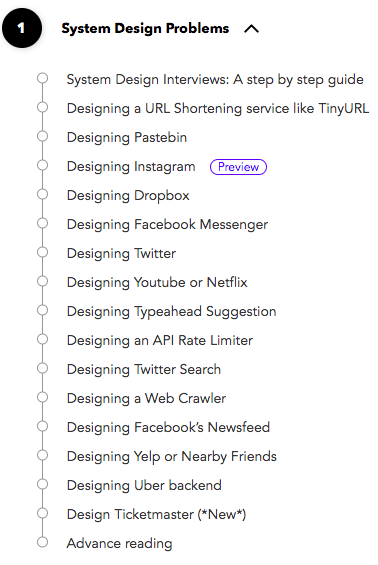 1 System Design Problems
System Design Interviews: A step by step guide
Designing a URL Shortening service like TinyURL
Designing Pastebin
Designing Instagram Preview
Designing Dropbox
Designing Facebook Messenger
Designing Twitter
Designing Youtube or Netflix
Designing Typeahead Suggestion
Designing an API Rate Limiter
Designing Twitter Search
Designing a Web Crawler
Designing Facebook’s Newsfeed
Designing Yelp or Nearby Friends
Designing Uber backend
Design Ticketmaster (*New*)
Advance reading